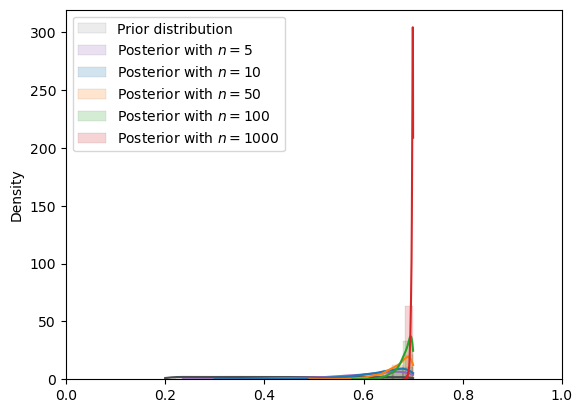 Prior distribution
Posterior with n = 5
Posterior with n = 10
Posterior with n = 50
Posterior with n = 100
Posterior with n = 1000
Density
300
250
200
150
100
50
0
0.0 0.2 0.4 0.6 0.8 1.0